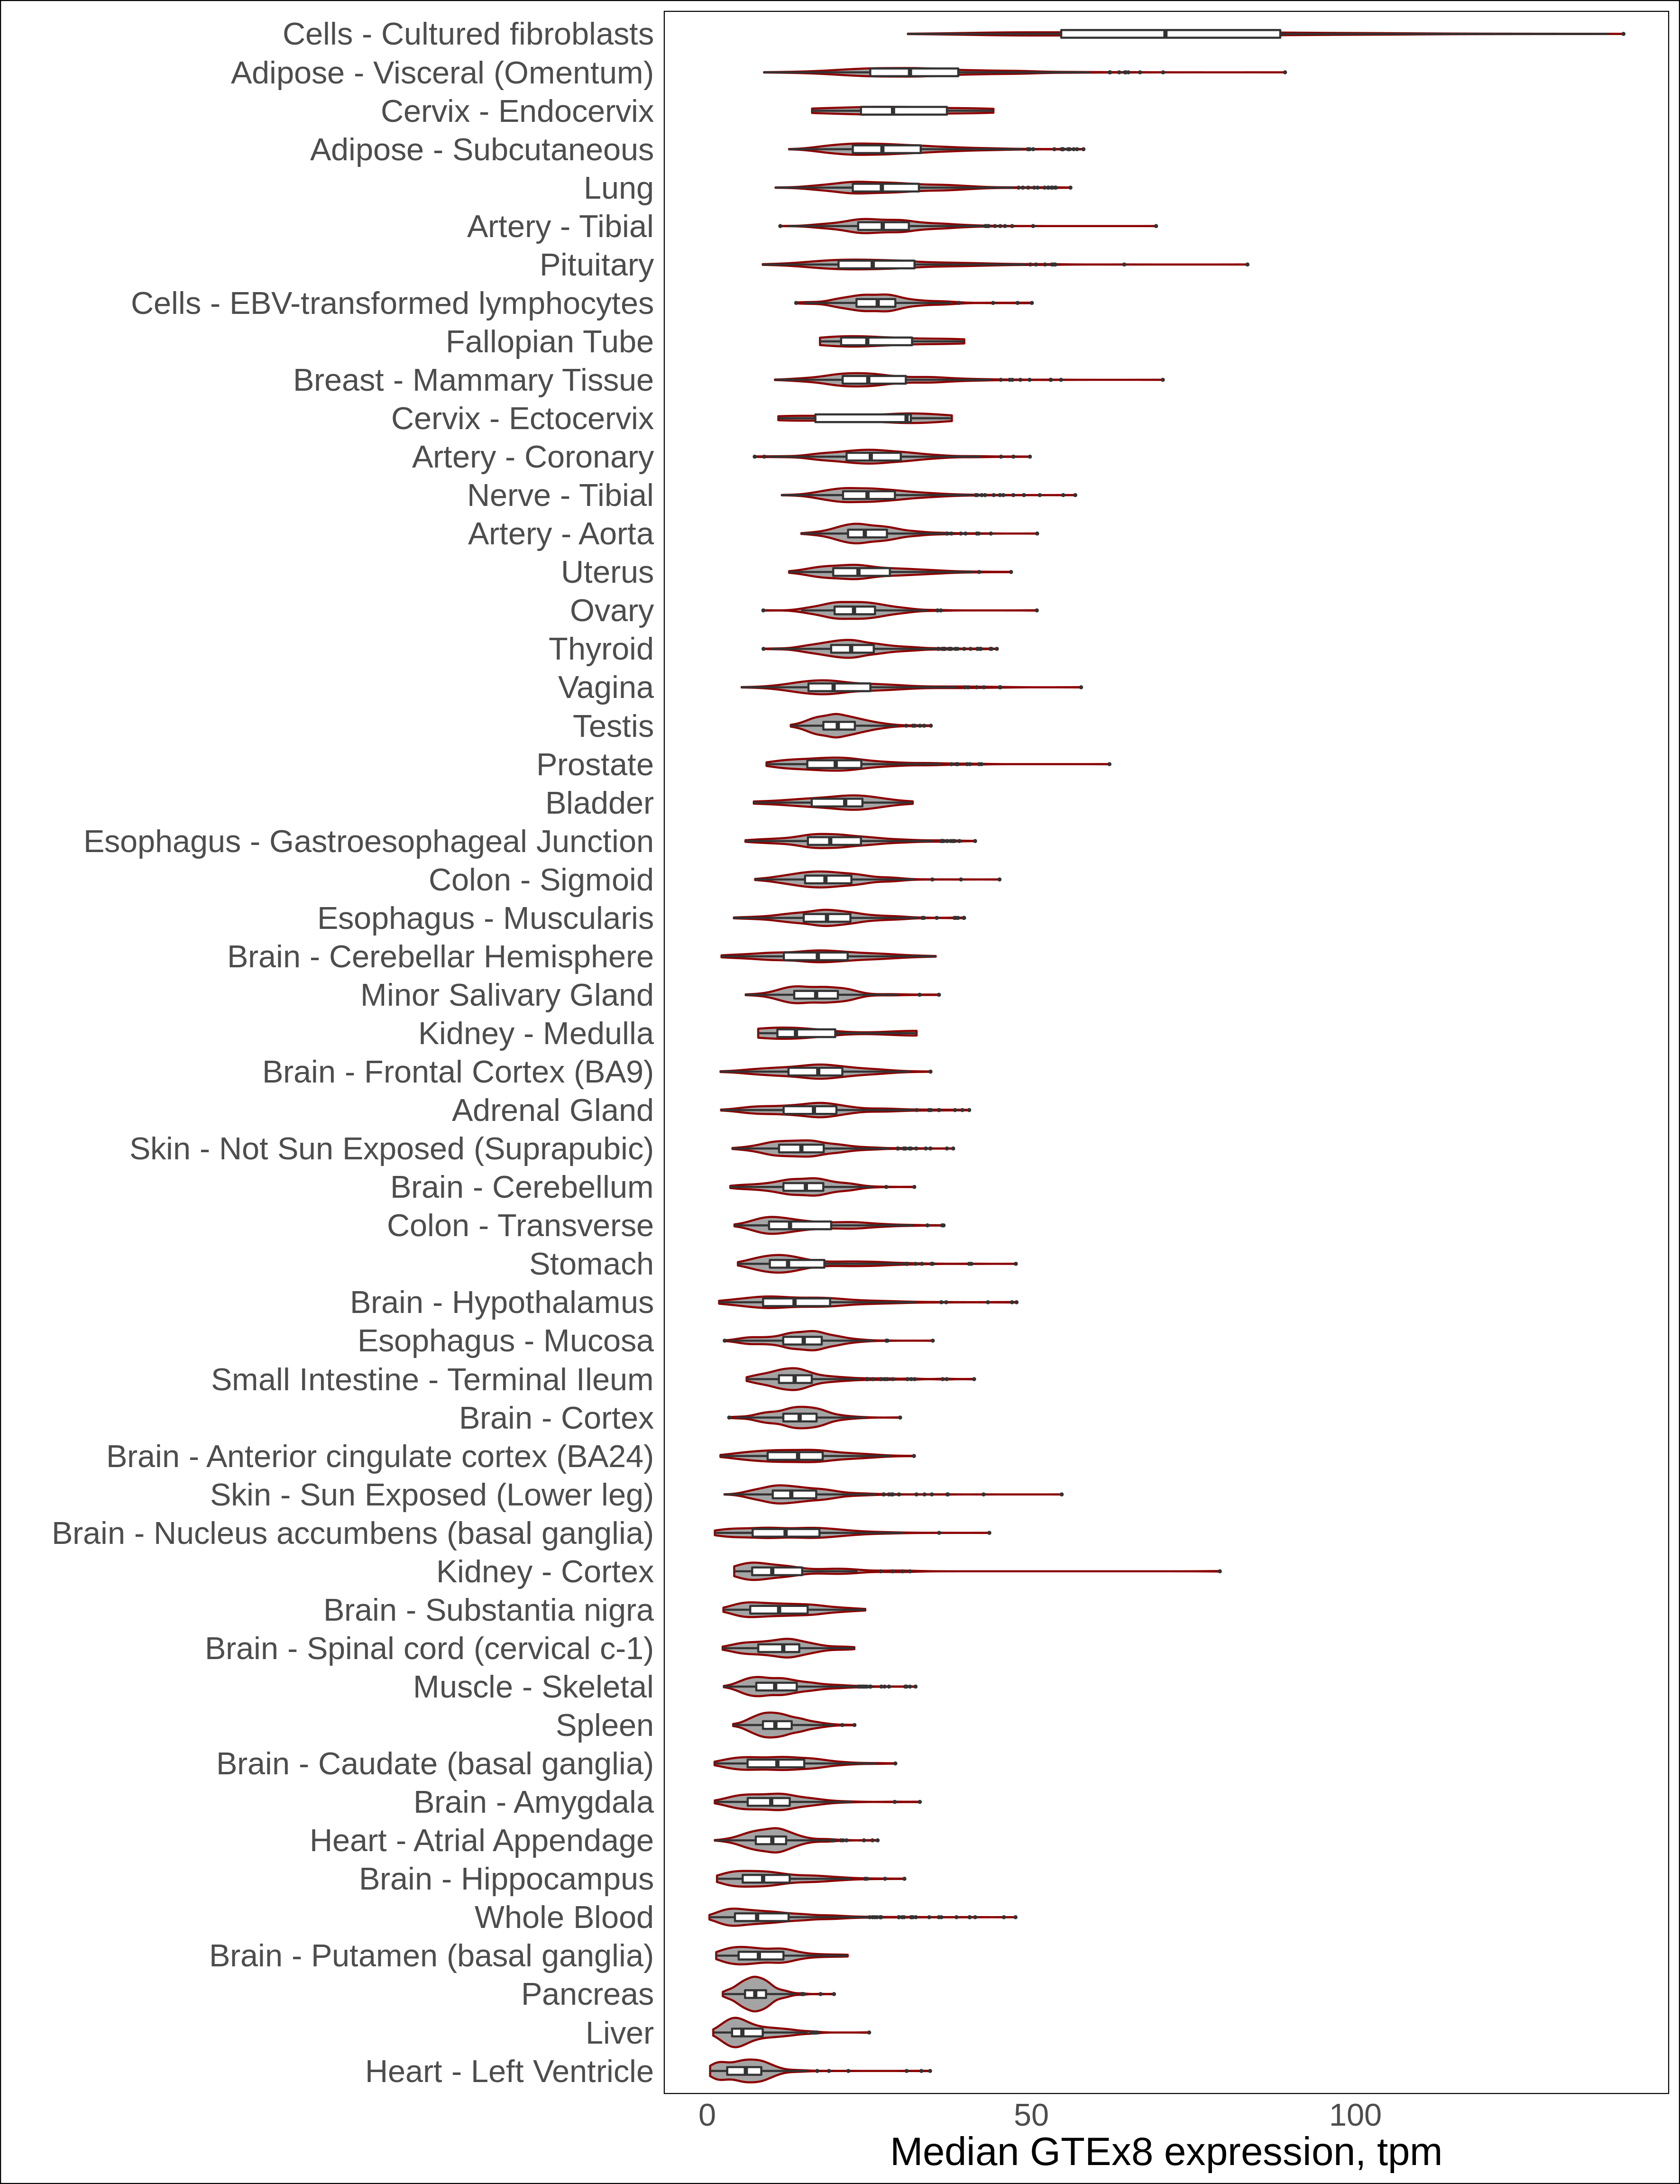 Cells - Cultured fibroblasts
Adipose - Visceral (Omentum)
Cervix - Endocervix
Adipose - Subcutaneous
Lung
Artery - Tibial
Pituitary
Cells - EBV-transformed lymphocytes
Fallopian Tube
Breast - Mammary Tissue
Cervix - Ectocervix
Artery - Coronary
Nerve - Tibial
Artery - Aorta
Uterus
Ovary
Thyroid
Vagina
Testis
Prostate
Bladder
Esophagus - Gastroesophageal Junction
Colon - Sigmoid
Esophagus - Muscularis
Brain - Cerebellar Hemisphere
Minor Salivary Gland
Kidney - Medulla
Brain - Frontal Cortex (BA9)
Adrenal Gland
Skin - Not Sun Exposed (Suprapubic)
Brain - Cerebellum
Colon - Transverse
Stomach
Brain - Hypothalamus
Esophagus - Mucosa
Small Intestine - Terminal Ileum
Brain - Cortex
Brain - Anterior cingulate cortex (BA24)
Skin - Sun Exposed (Lower leg)
Brain - Nucleus accumbens (basal ganglia)
Kidney - Cortex
Brain - Substantia nigra
Brain - Spinal cord (cervical c-1)
Muscle - Skeletal
Spleen
Brain - Caudate (basal ganglia)
Brain - Amygdala
Heart - Atrial Appendage
Brain - Hippocampus
Whole Blood
Brain - Putamen (basal ganglia)
Pancreas
Liver
Heart - Left Ventricle
0 50 100
Median GTEx8 expression, tpm